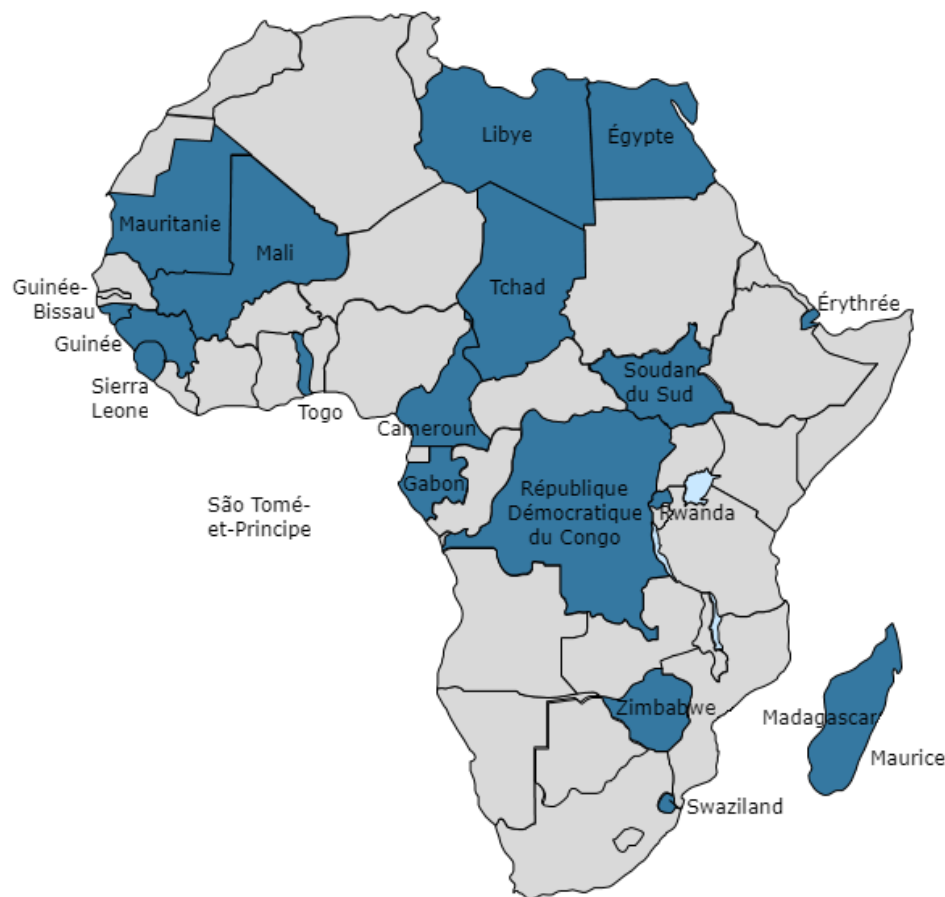 Libye
Égypte
Mauritanie
Mali
Tchad
Guinée-
Bissau
Érythrée
Guinée
Soudan
du Sud
Sierra
Leone
Togo
Cameroun
Gabon
République
Démocratique
du Congo
Rwanda
São Tomé-
et-Principe
Zimbabwe
Madagascar
Maurice
Swaziland